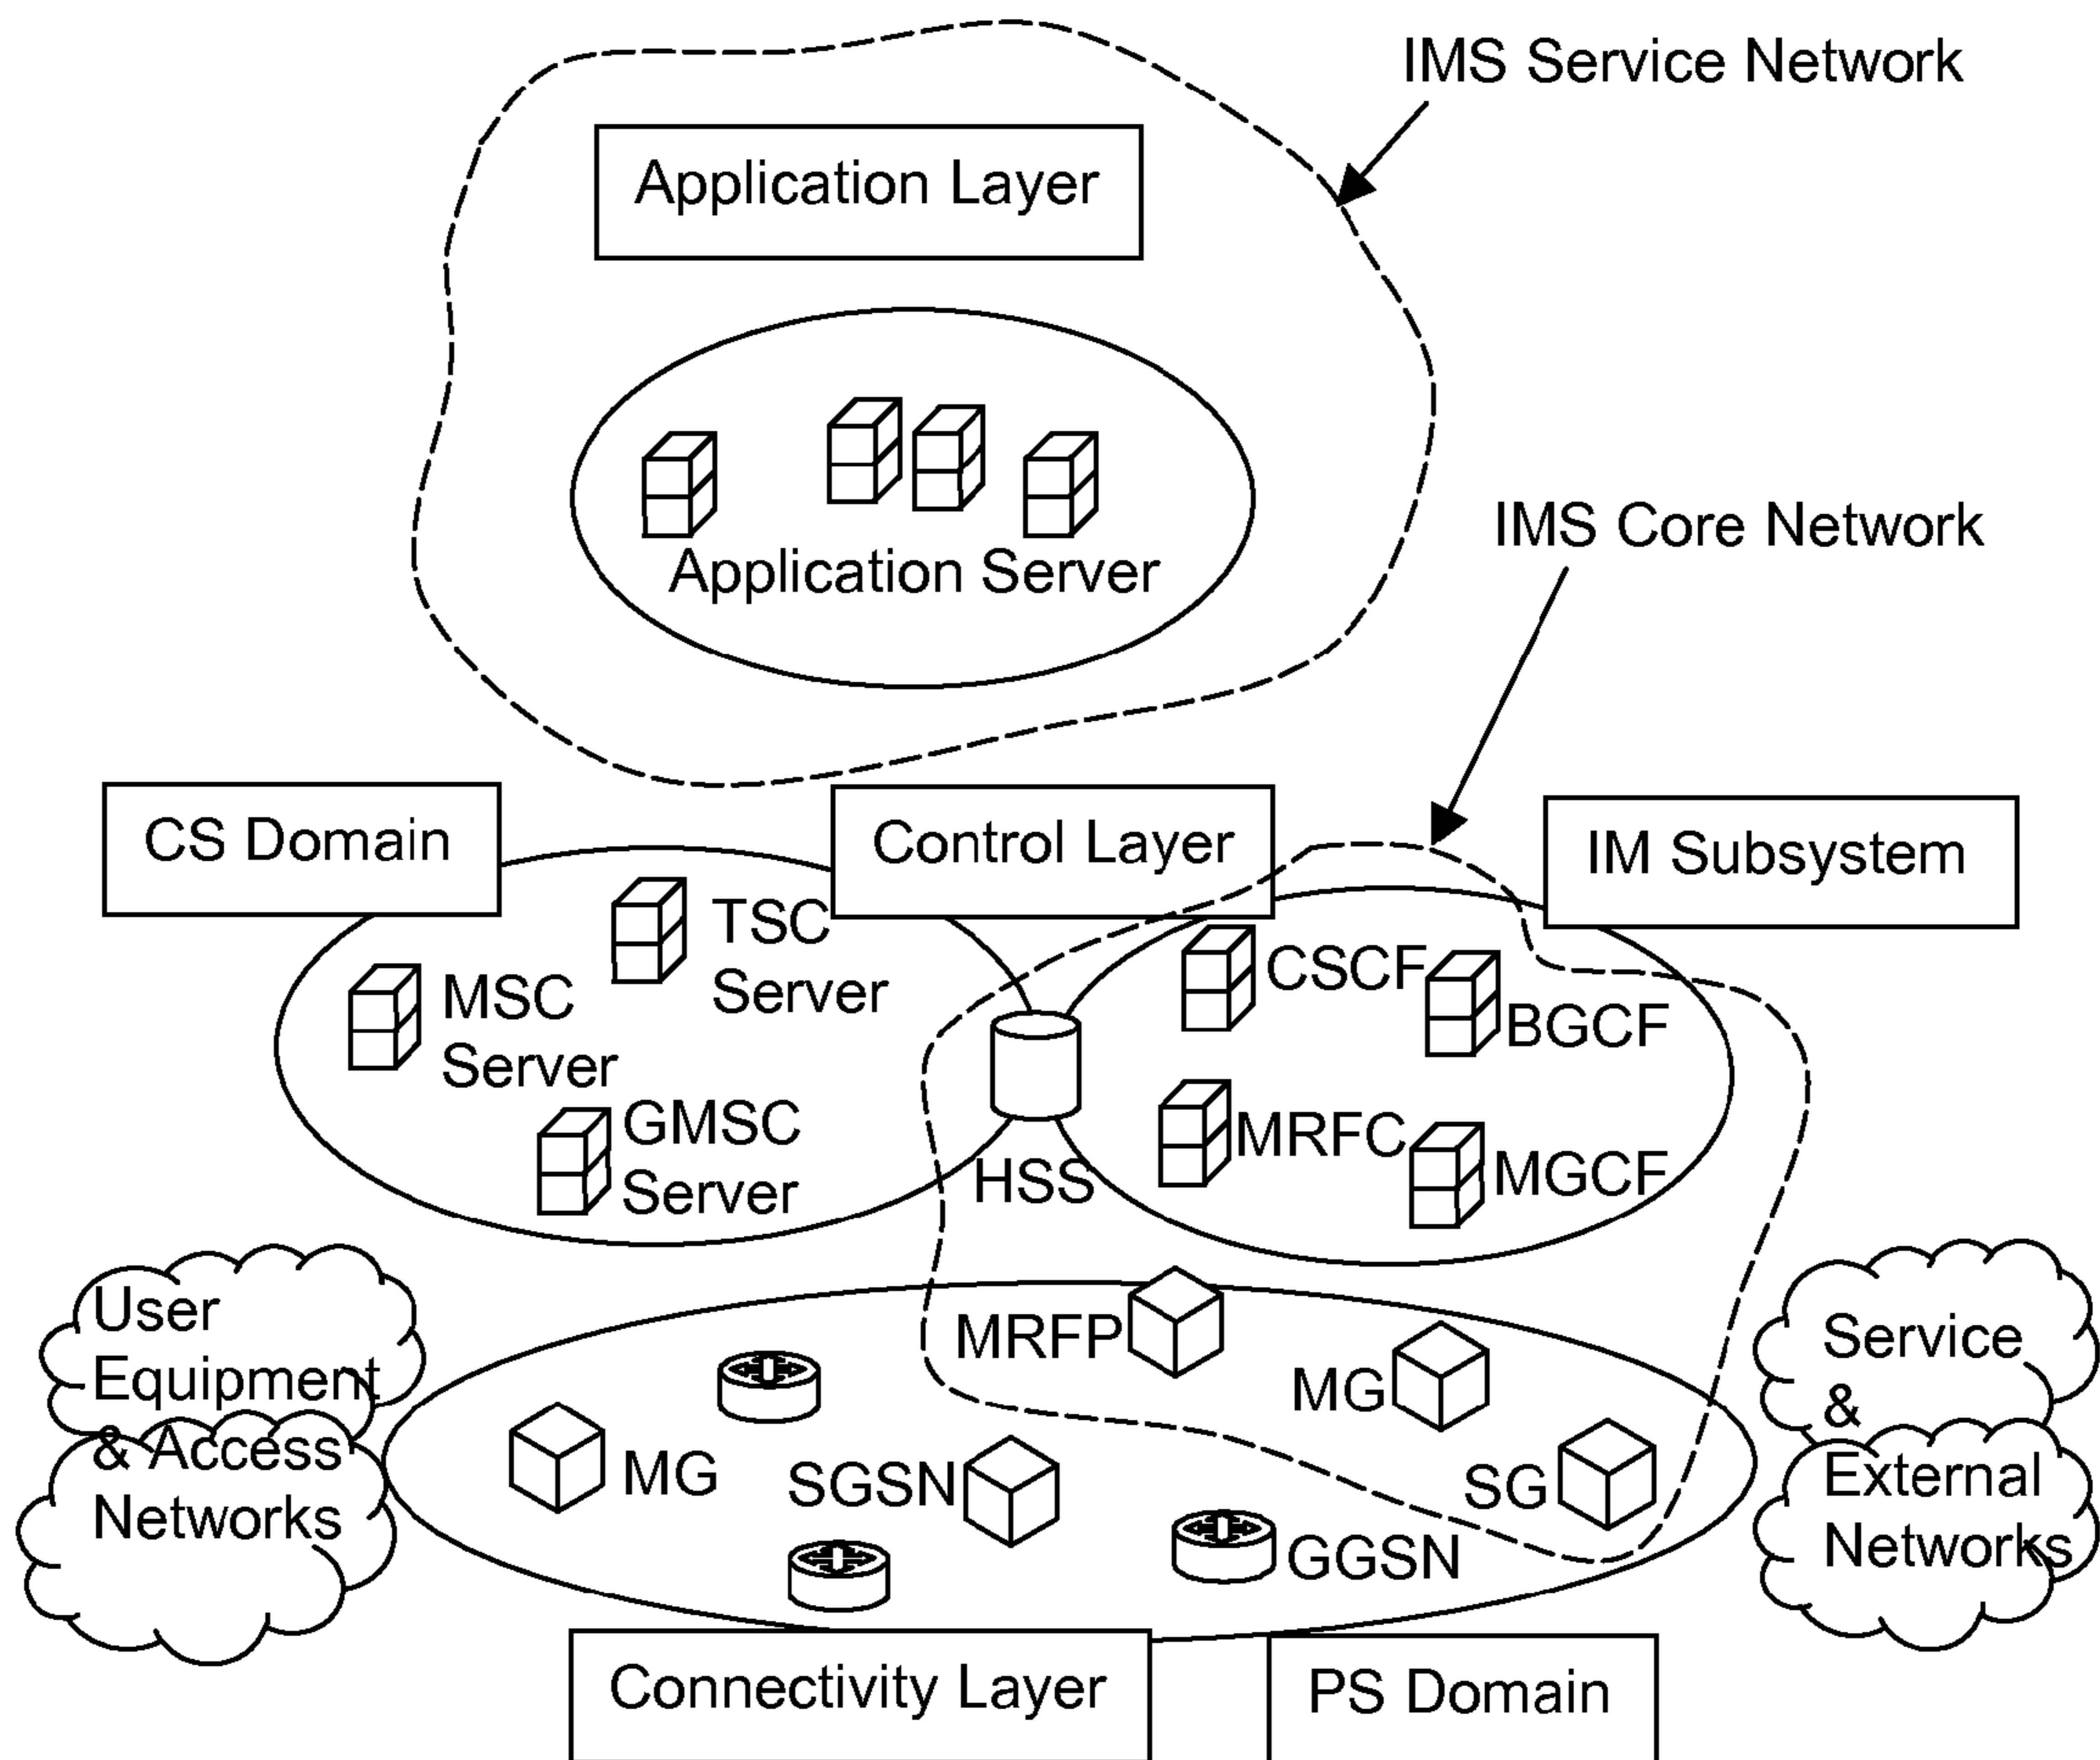 IMS Service Network
Application Layer
Application Server
IMS Core Network
CS Domain
Control Layer
IM Subsystem
TSC
Server
MSC
Server
GMSC
Server
HSS
CSCF
BGCF
MRFC
MGCF
User
Equipment
& Access
Networks
MRFP
MG
MG
SGSN
SG
GGSN
Service
&
External
Networks
Connectivity Layer
PS Domain